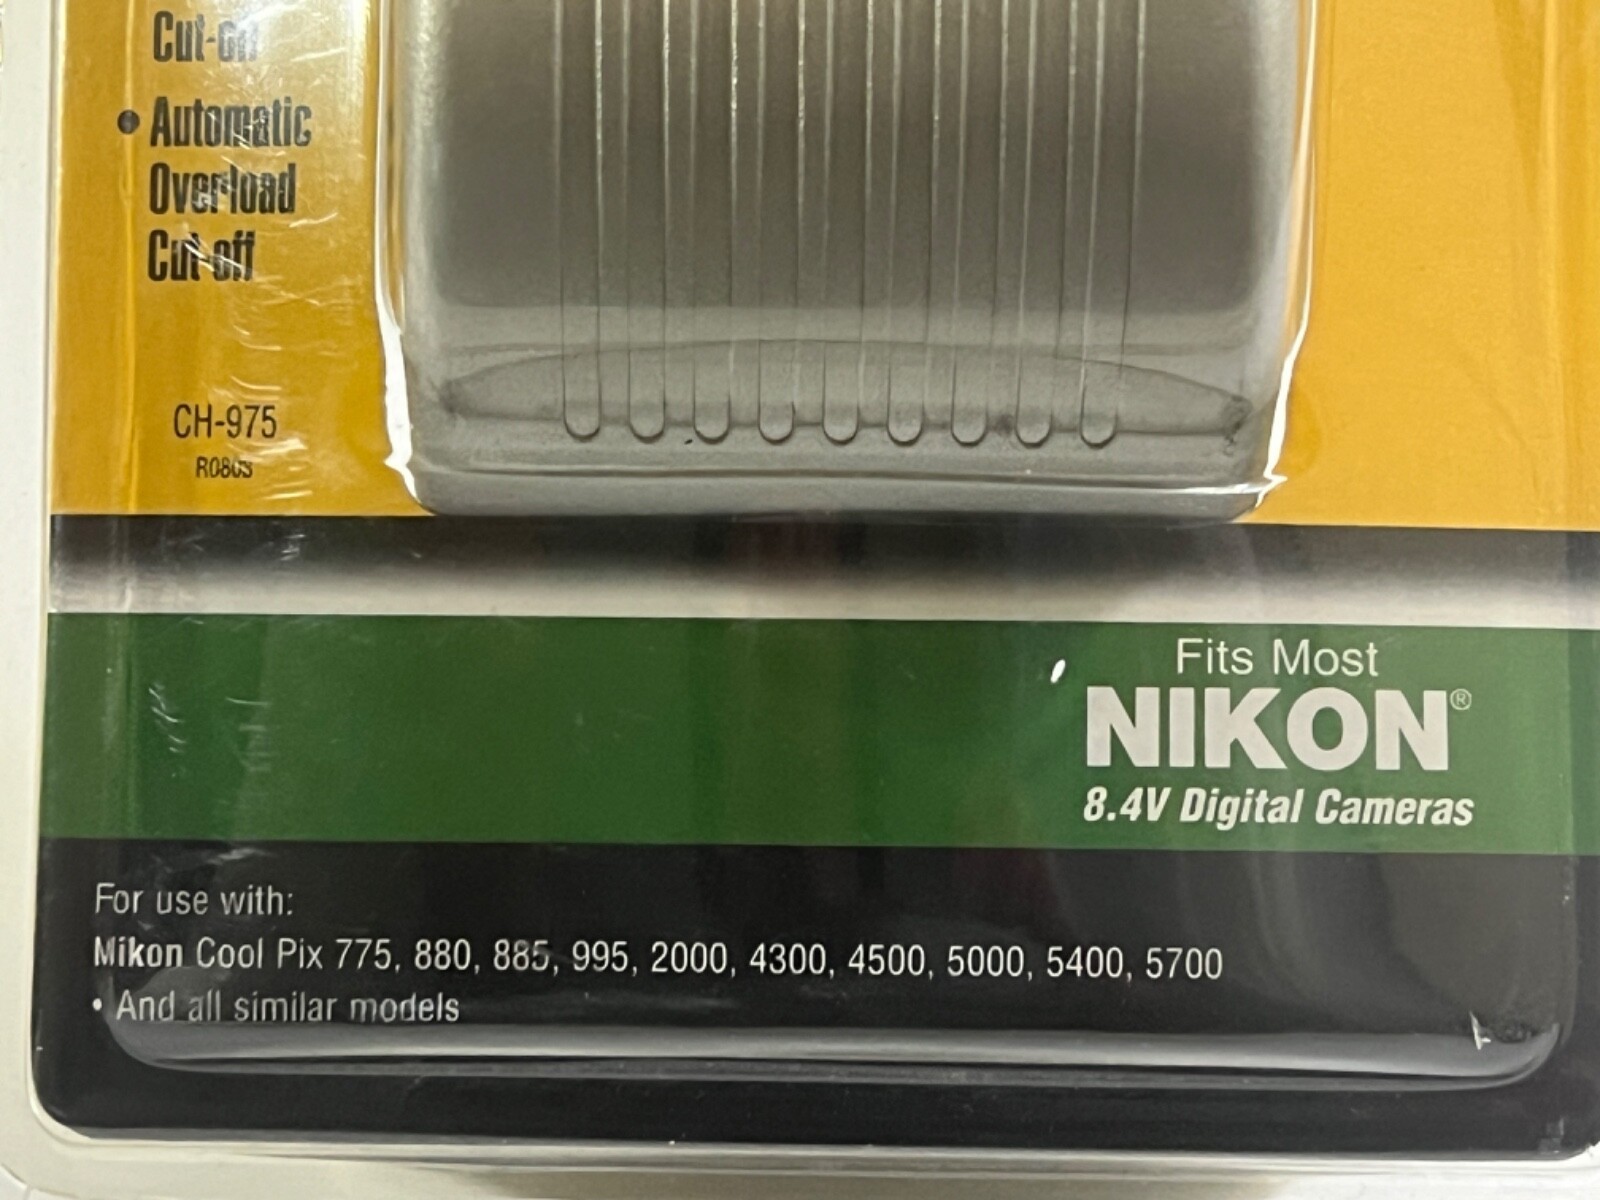 Cut-off
• Automatic
Overload
Cut-off
CH-975
R0803
Fits Most
NIKON®
8.4V Digital Cameras
For use with:
Nikon Cool Pix 775, 880, 885, 995, 2000, 4300, 4500, 5000, 5400, 5700
• And all similar models